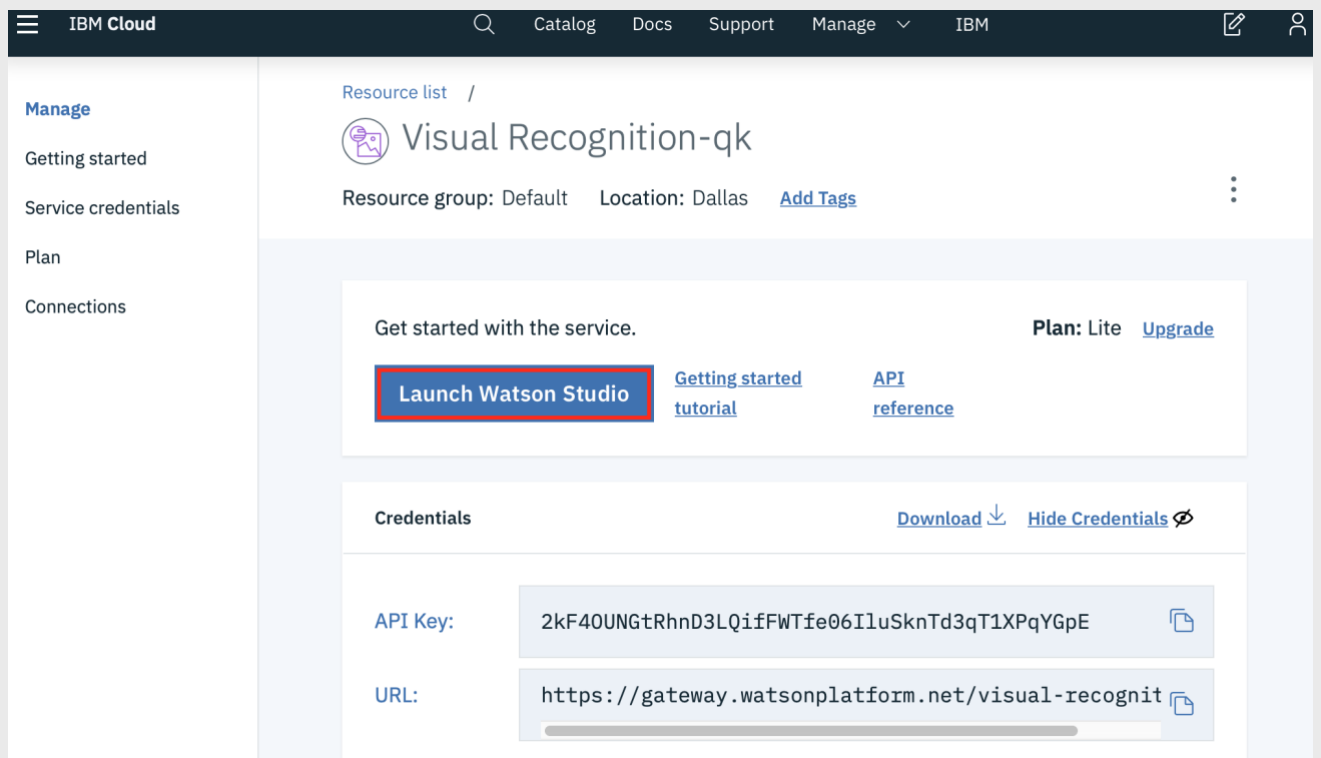 IBM Cloud
Catalog Docs Support Manage IBM
Manage
Getting started
Service credentials
Plan
Connections
Resource list /
Visual Recognition-qk
Resource group: Default Location: Dallas Add Tags
Get started with the service. Plan: Lite Upgrade
Launch Watson Studio
Getting started
tutorial
API
reference
Credentials Download Hide Credentials
API Key: 2kF4OUNGtRhnD3LQifFWTfe06IluSknTd3qT1XPqYGpE
URL: https://gateway.watsonplatform.net/visual-recognit